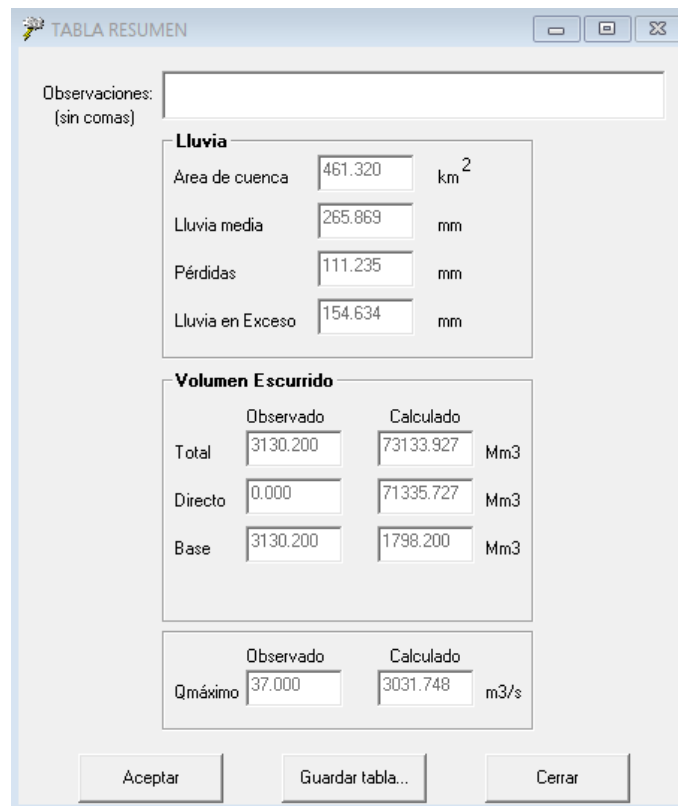 TABLA RESUMEN
Observaciones:
(sin comas)
Lluvia
Area de cuenca 461.320 km2
Lluvia media 265.869 mm
Pérdidas 111.235 mm
Lluvia en Exceso 154.634 mm
Volumen Escurrido
Observado Calculado
Total 3130.200 73133.927 Mm3
Directo 0.000 71335.727 Mm3
Base 3130.200 1798.200 Mm3
Observado Calculado
Qmáximo 37.000 3031.748 m3/s
Aceptar Guardar tabla... Cerrar